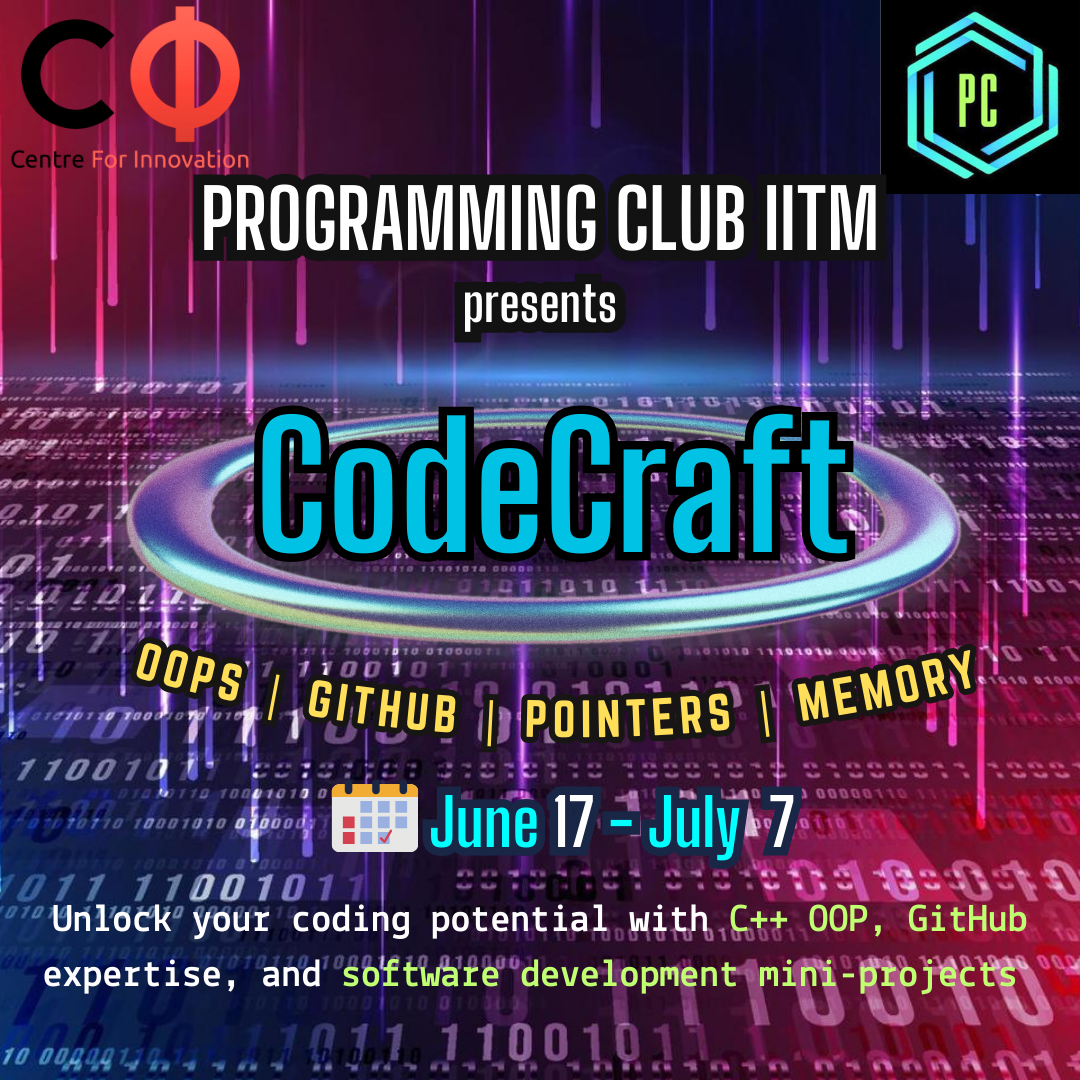 CΦ
Centre For Innovation
PC
PROGRAMMING CLUB IITM
presents
CodeCraft
OOPS | GITHUB | POINTERS | MEMORY
June 17 - July 7
Unlock your coding potential with C++ OOP, GitHub
expertise, and software development mini-projects